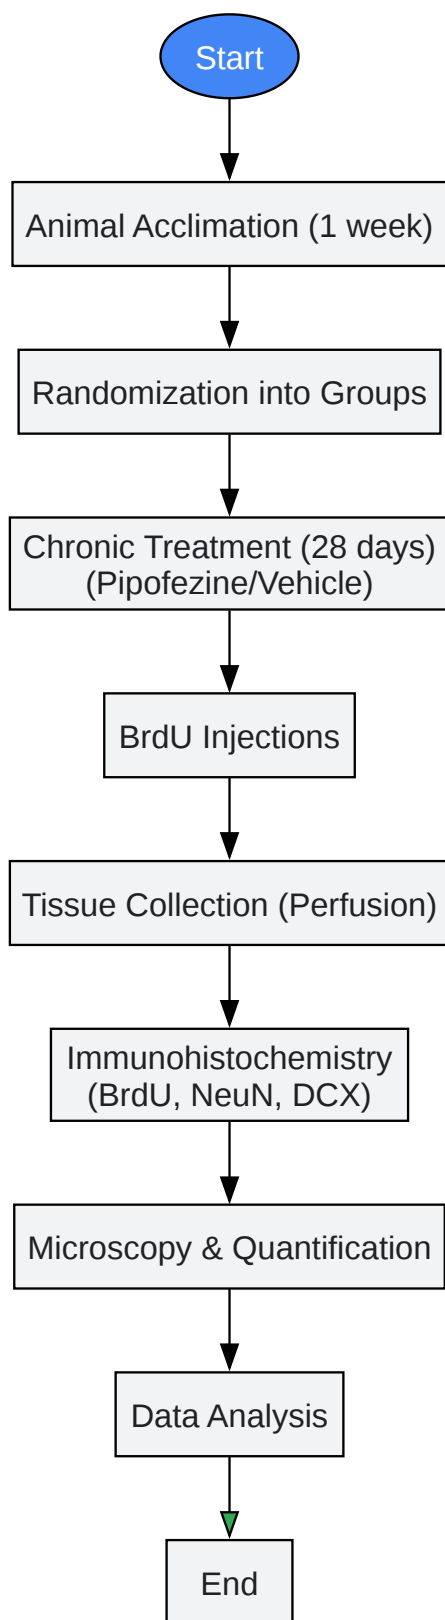 Start
Animal Acclimation (1 week)
Randomization into Groups
Chronic Treatment (28 days)
(Pipofezine/Vehicle)
BrdU Injections
Tissue Collection (Perfusion)
Immunohistochemistry
(BrdU, NeuN, DCX)
Microscopy & Quantification
Data Analysis
End